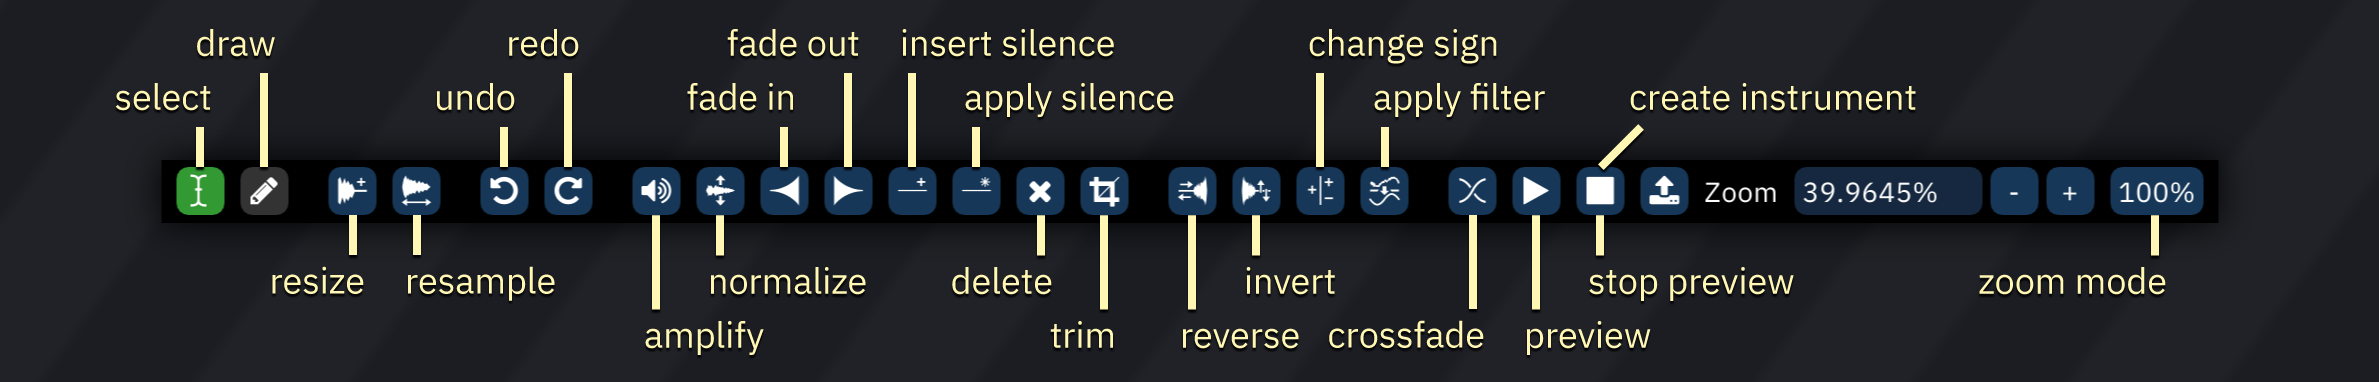 draw redo fade out insert silence change sign
select undo fade in apply silence apply filter create instrument
Zoom 39.9645% - + 100%
resize resample normalize delete invert stop preview zoom mode
amplify trim reverse crossfade preview